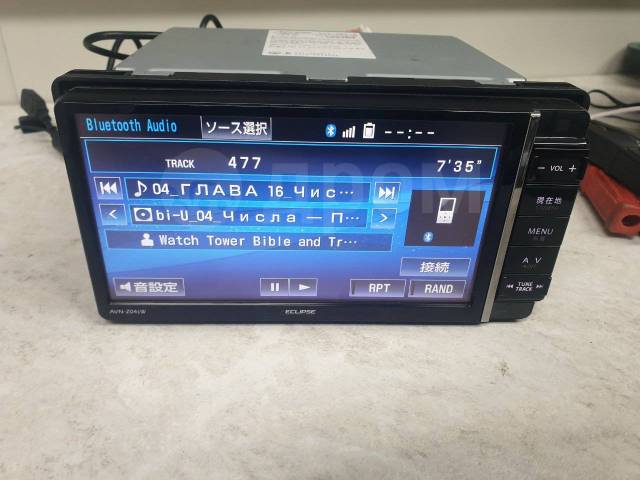 Bluetooth Audio ソース選択 --:--
TRACK 477 7'35"
04_ГЛАВА 16_Чис…
bi-U_04_Числа — П…
Watch Tower Bible and Tr…
接続
音設定 RPT RAND
AVN-Z04iW ECLIPSE
− VOL +
現在地
MENU
A V
TUNE
TRACK